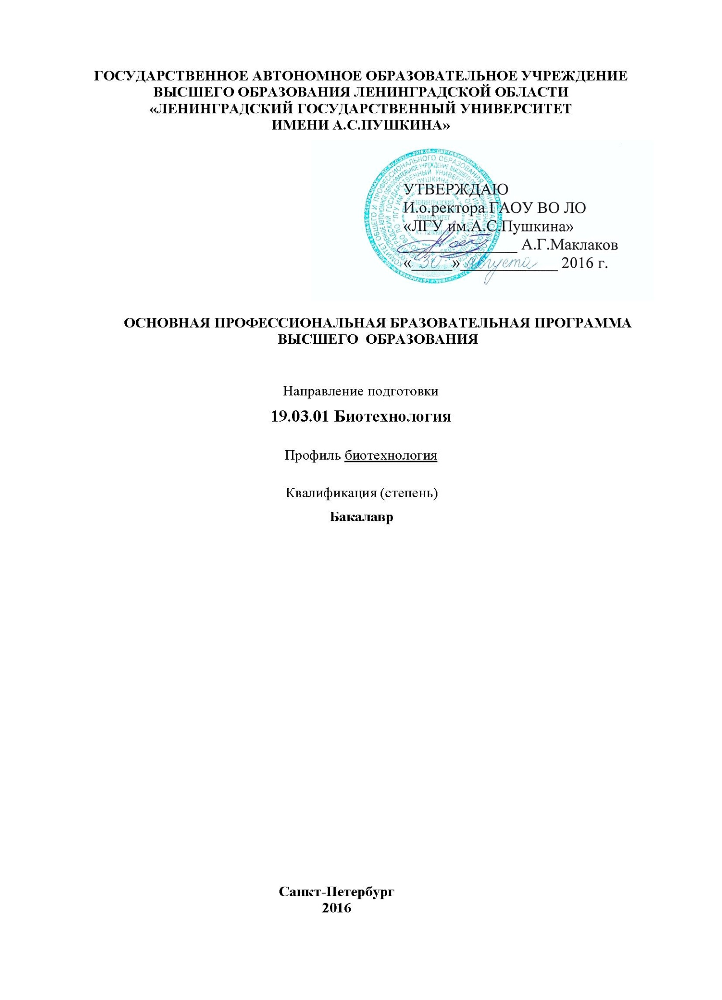 ГОСУДАРСТВЕННОЕ АВТОНОМНОЕ ОБРАЗОВАТЕЛЬНОЕ УЧРЕЖДЕНИЕ
ВЫСШЕГО ОБРАЗОВАНИЯ ЛЕНИНГРАДСКОЙ ОБЛАСТИ
«ЛЕНИНГРАДСКИЙ ГОСУДАРСТВЕННЫЙ УНИВЕРСИТЕТ
ИМЕНИ А.С.ПУШКИНА»
УТВЕРЖДАЮ
И.о.ректора ГАОУ ВО ЛО
«ЛГУ им.А.С.Пушкина»
А.Г.Маклаков
«30» августа 2016 г.
ОСНОВНАЯ ПРОФЕССИОНАЛЬНАЯ БРАЗОВАТЕЛЬНАЯ ПРОГРАММА
ВЫСШЕГО ОБРАЗОВАНИЯ
Направление подготовки
19.03.01 Биотехнология
Профиль биотехнология
Квалификация (степень)
Бакалавр
Санкт-Петербург
2016